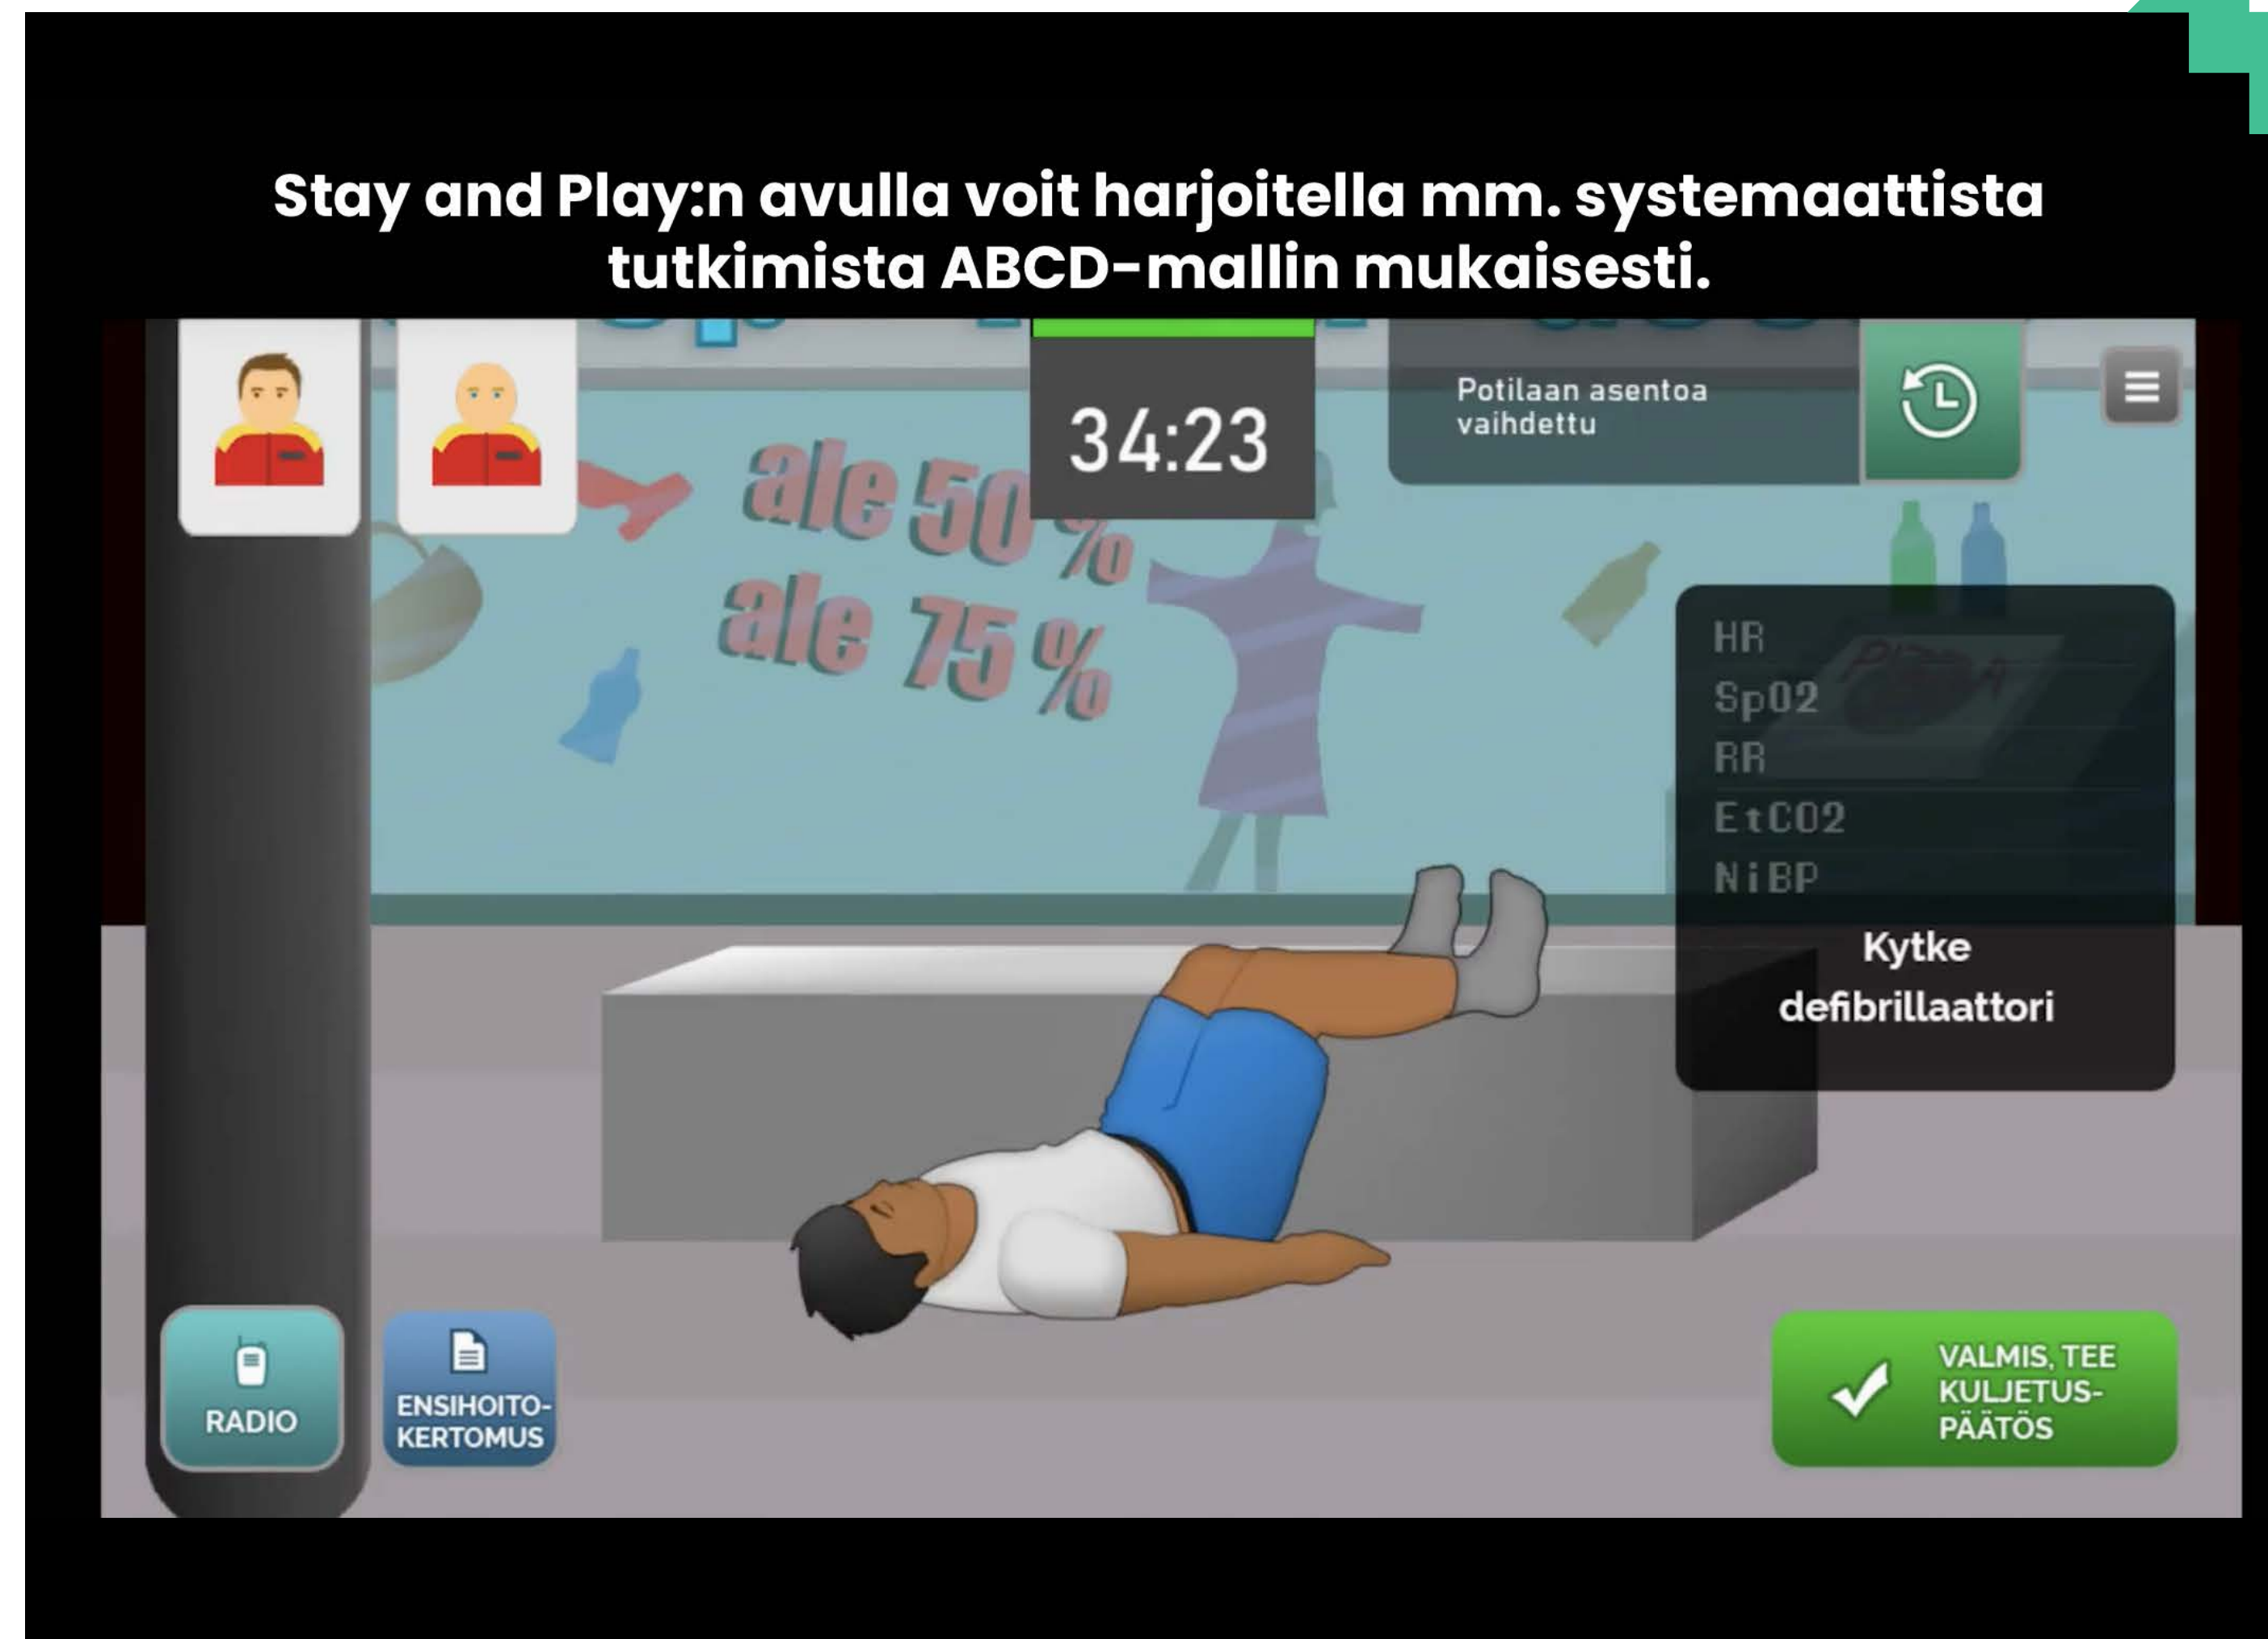 Stay and Play:n avulla voit harjoitella mm. systemaattista
tutkimista ABCD-mallin mukaisesti.
34:23
Potilaan asentoa
vaihdettu
ale 50 %
ale 75 %
PIZZA
HR
SpO2
RR
EtCO2
NiBP
Kytke
defibrillaattori
RADIO
ENSIHOITO-
KERTOMUS
VALMIS, TEE
KULJETUS-
PÄÄTÖS